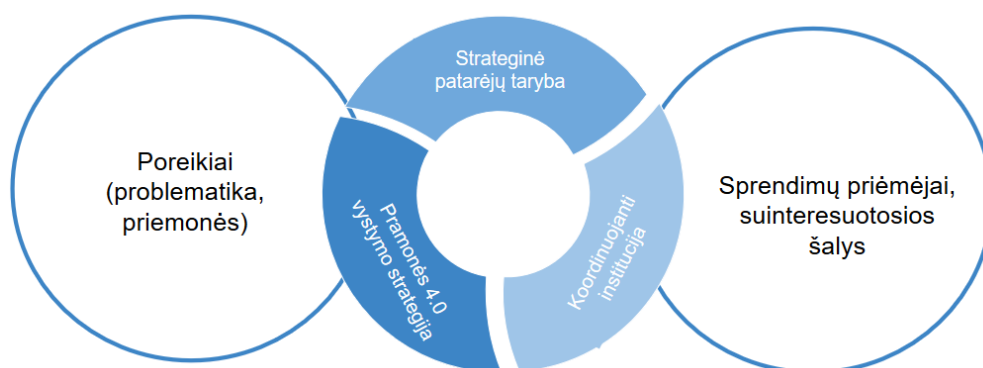 Strateginė
patarėjų taryba
Poreikiai
(problematika,
priemonės)
Pramonės 4.0
vystymo strategija
Koordinuojanti
institucija
Sprendimų priėmėjai,
suinteresuotosios
šalys